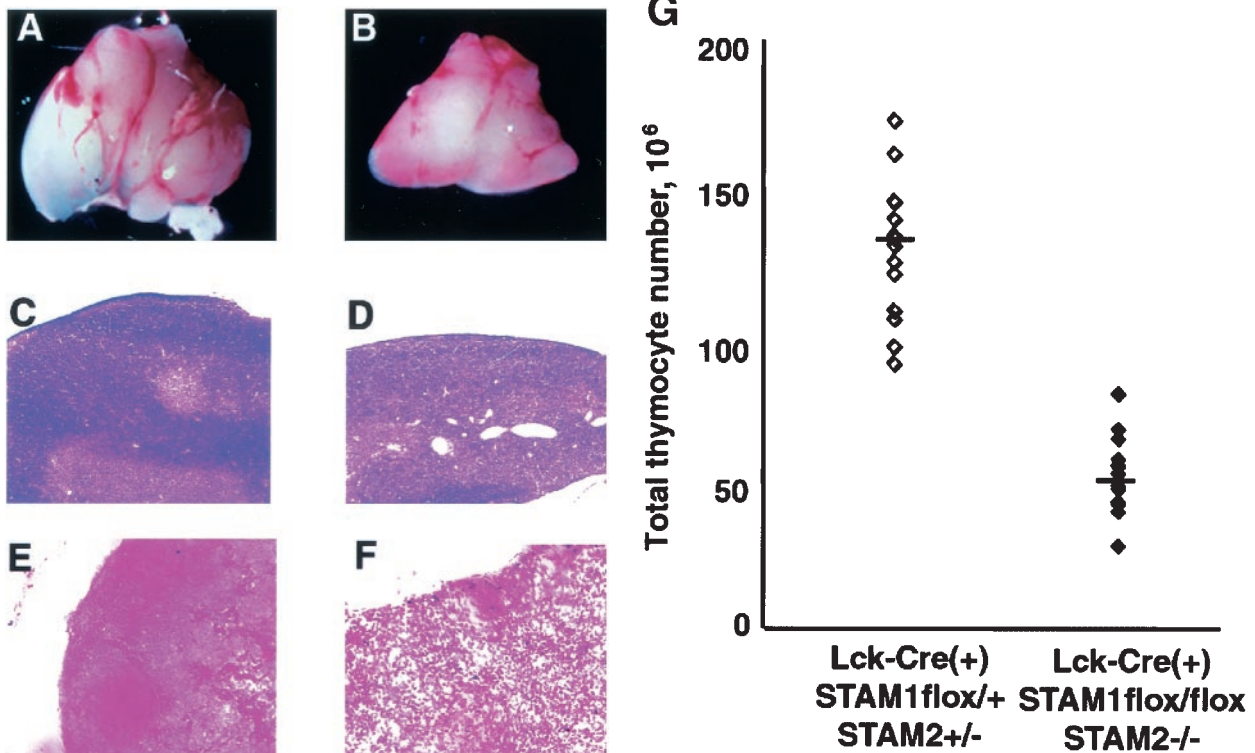 A
B
C
D
E
F
G
Total thymocyte number, 10⁶
200
150
100
50
0
Lck-Cre(+)
STAM1flox/+
STAM2+/-
Lck-Cre(+)
STAM1flox/flox
STAM2-/-